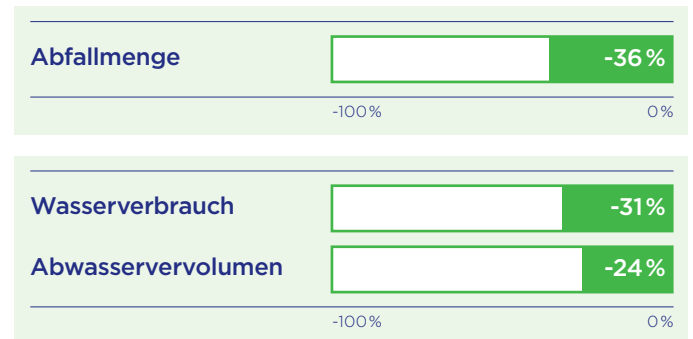 Abfallmenge -36 %
-100 % 0 %
Wasserverbrauch -31 %
Abwasservervolumen -24 %
-100 % 0 %